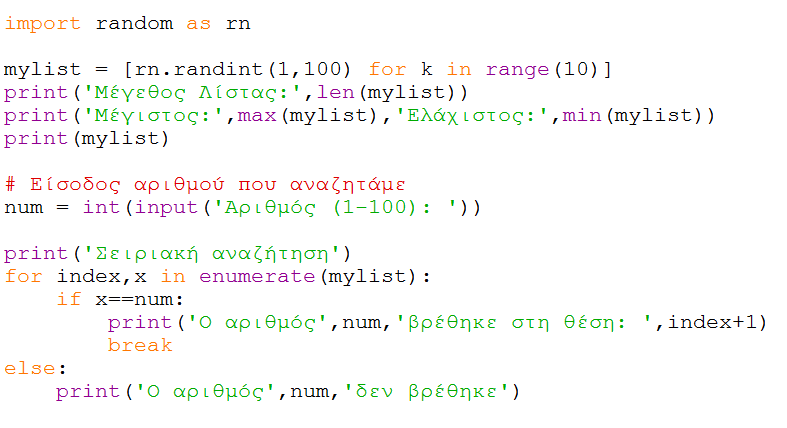 import random as rn

mylist = [rn.randint(1,100) for k in range(10)]
print('Μέγεθος Λίστας:',len(mylist))
print('Μέγιστος:',max(mylist),'Ελάχιστος:',min(mylist))
print(mylist)

# Είσοδος αριθμού που αναζητάμε
num = int(input('Αριθμός (1-100): '))

print('Σειριακή αναζήτηση')
for index,x in enumerate(mylist):
    if x==num:
        print('Ο αριθμός',num,'βρέθηκε στη θέση: ',index+1)
        break
else:
    print('Ο αριθμός',num,'δεν βρέθηκε')